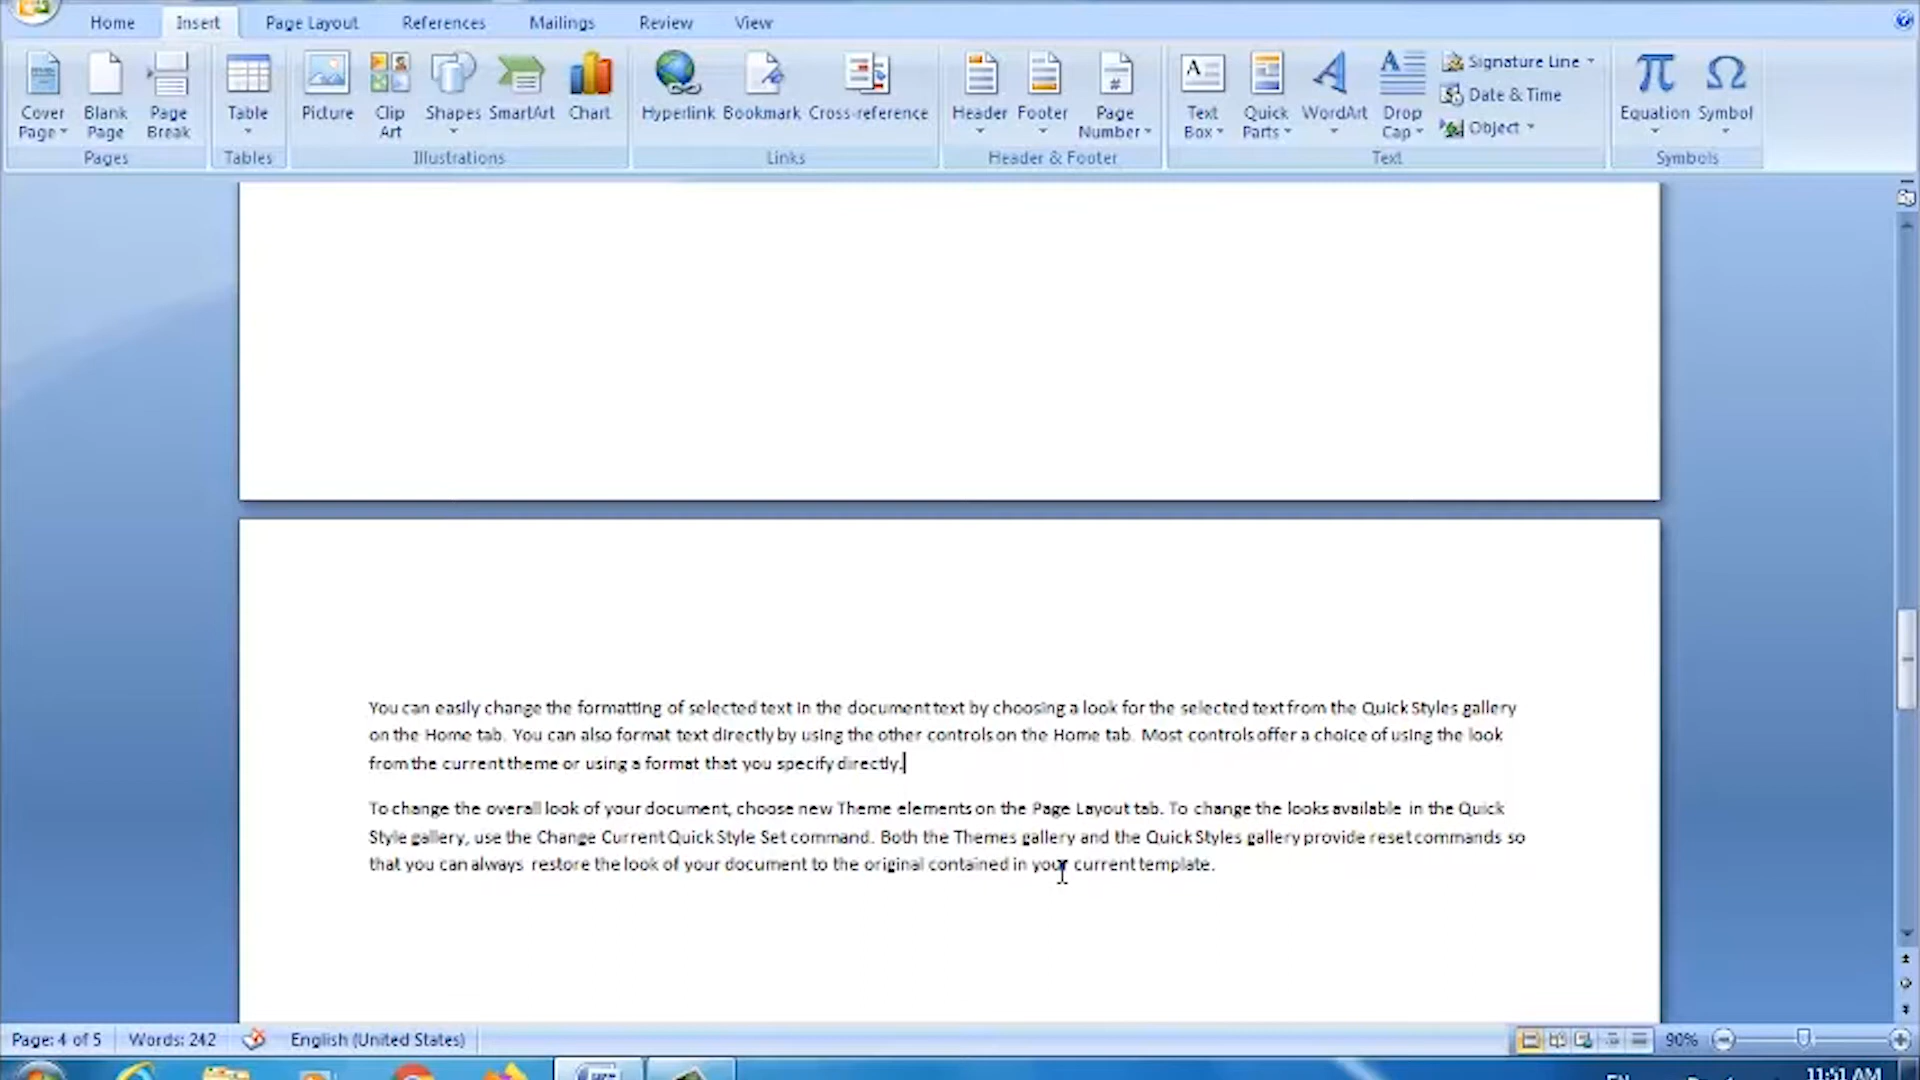 Home Insert Page Layout References Mailings Review View
Cover Page Blank Page Page Break Table Picture Clip Art Shapes SmartArt Chart Hyperlink Bookmark Cross-reference Header Footer Page Number Text Box Quick Parts WordArt Drop Cap Signature Line Date & Time Object Equation Symbol
Pages Tables Illustrations Links Header & Footer Text Symbols
You can easily change the formatting of selected text in the document text by choosing a look for the selected text from the Quick Styles gallery
on the Home tab. You can also format text directly by using the other controls on the Home tab. Most controls offer a choice of using the look
from the current theme or using a format that you specify directly.
To change the overall look of your document, choose new Theme elements on the Page Layout tab. To change the looks available in the Quick
Style gallery, use the Change Current Quick Style Set command. Both the Themes gallery and the Quick Styles gallery provide reset commands so
that you can always restore the look of your document to the original contained in your current template.
Page: 4 of 5 Words: 242 English (United States) 90%
11:51 AM